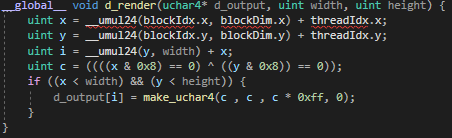 __global__ void d_render(uchar4* d_output, uint width, uint height) {
uint x = __umul24(blockIdx.x, blockDim.x) + threadIdx.x;
uint y = __umul24(blockIdx.y, blockDim.y) + threadIdx.y;
uint i = __umul24(y, width) + x;
uint c = ((((x & 0x8) == 0) ^ ((y & 0x8)) == 0));
if ((x < width) && (y < height)) {
d_output[i] = make_uchar4(c , c , c * 0xff, 0);
}
}